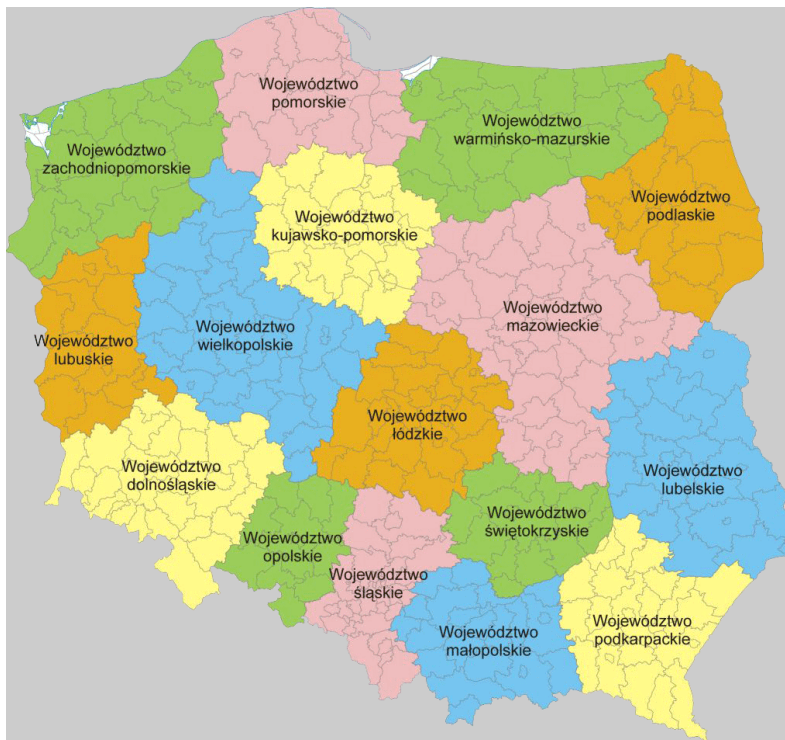 Województwo
pomorskie
Województwo
warmińsko-mazurskie
Województwo
zachodniopomorskie
Województwo
podlaskie
Województwo
kujawsko-pomorskie
Województwo
mazowieckie
Województwo
wielkopolskie
Województwo
lubuskie
Województwo
łódzkie
Województwo
dolnośląskie
Województwo
lubelskie
Województwo
świętokrzyskie
Województwo
opolskie
Województwo
śląskie
Województwo
podkarpackie
Województwo
małopolskie